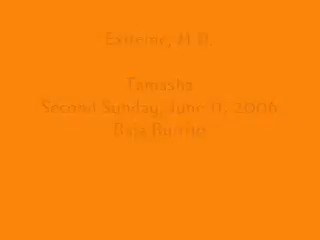 Extreme, M.D.
Tamasha
Second Sunday, June 11, 2006
Baja Burrito